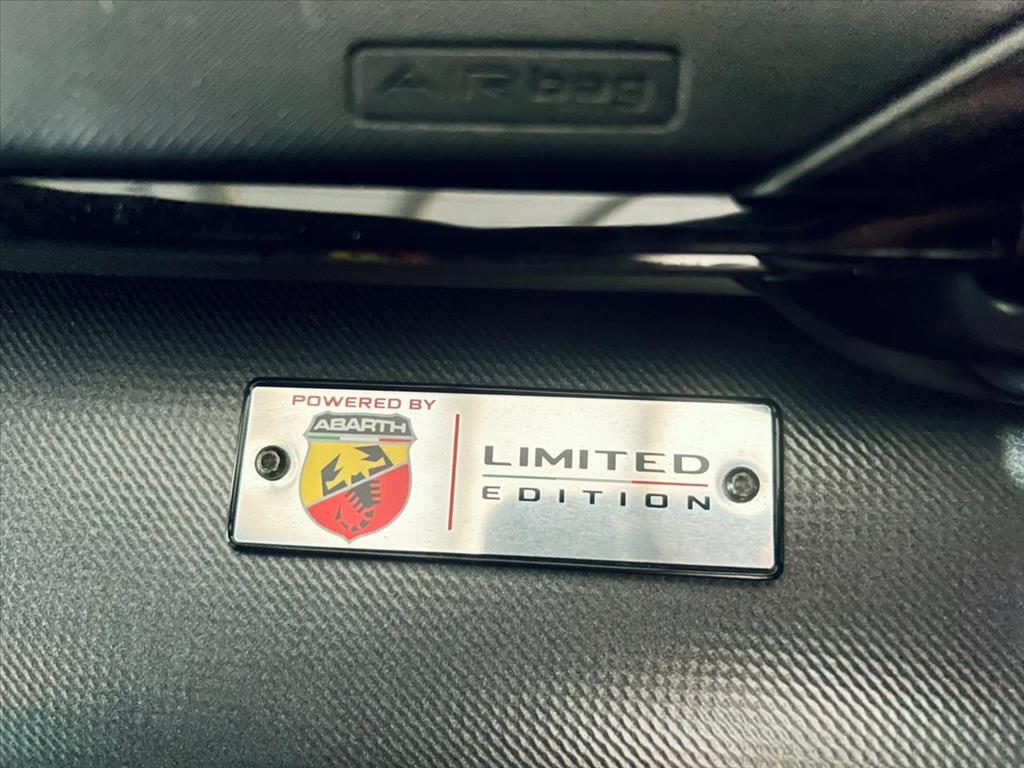 AIRbag
POWERED BY
ABARTH
LIMITED
EDITION